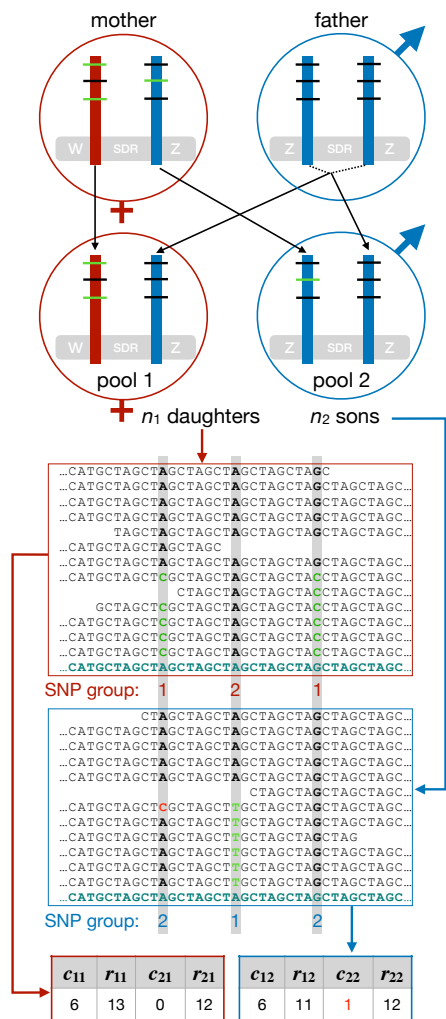 mother father
W SDR Z Z SDR Z
W SDR Z Z SDR Z
pool 1 pool 2
n1 daughters n2 sons
…CATGCTAGCTAGCTAGCTAGCTAGCTAGC
…CATGCTAGCTAGCTAGCTAGCTAGCTAGCTAGCTAGC…
…CATGCTAGCTAGCTAGCTAGCTAGCTAGCTAGCTAGC…
…CATGCTAGCTAGCTAGCTAGCTAGCTAGCTAGCTAGC…
TAGCTAGCTAGCTAGCTAGCTAGCTAGCTAGC…
…CATGCTAGCTAGCTAGC
…CATGCTAGCTAGCTAGCTAGCTAGCTAGCTAGCTAGC…
…CATGCTAGCTCGCTAGCTAGCTAGCTACCTAGCTAGC…
CTAGCTAGCTAGCTACCTAGCTAGC…
GCTAGCTCGCTAGCTAGCTAGCTACCTAGCTAGC…
…CATGCTAGCTCGCTAGCTAGCTAGCTACCTAGCTAGC…
…CATGCTAGCTCGCTAGCTAGCTAGCTACCTAGCTAGC…
…CATGCTAGCTCGCTAGCTAGCTAGCTACCTAGCTAGC…
…CATGCTAGCTAGCTAGCTAGCTAGCTAGCTAGCTAGC…
SNP group: 1 2 1
CTAGCTAGCTAGCTAGCTAGCTAGCTAGC…
…CATGCTAGCTAGCTAGCTAGCTAGCTAGCTAGCTAGC…
…CATGCTAGCTAGCTAGCTAGCTAGCTAGCTAGCTAGC…
…CATGCTAGCTAGCTAGCTAGCTAGCTAGCTAGCTAGC…
…CATGCTAGCTAGCTAGCTAGCTAGCTAGCTAGCTAGC…
CTAGCTAGCTAGCTAGC…
…CATGCTAGCTCGCTAGCTTGCTAGCTAGCTAGCTAGC…
…CATGCTAGCTAGCTAGCTTGCTAGCTAGCTAGCTAGC…
…CATGCTAGCTAGCTAGCTTGCTAGCTAGCTAG
…CATGCTAGCTAGCTAGCTTGCTAGCTAGCTAGCTAGC…
…CATGCTAGCTAGCTAGCTTGCTAGCTAGCTAGCTAGC…
…CATGCTAGCTAGCTAGCTTGCTAGCTAGCTAGCTAGC…
…CATGCTAGCTAGCTAGCTAGCTAGCTAGCTAGCTAGC…
SNP group: 2 1 2
c11 r11 c21 r21 c12 r12 c22 r22
6 13 0 12 6 11 1 12